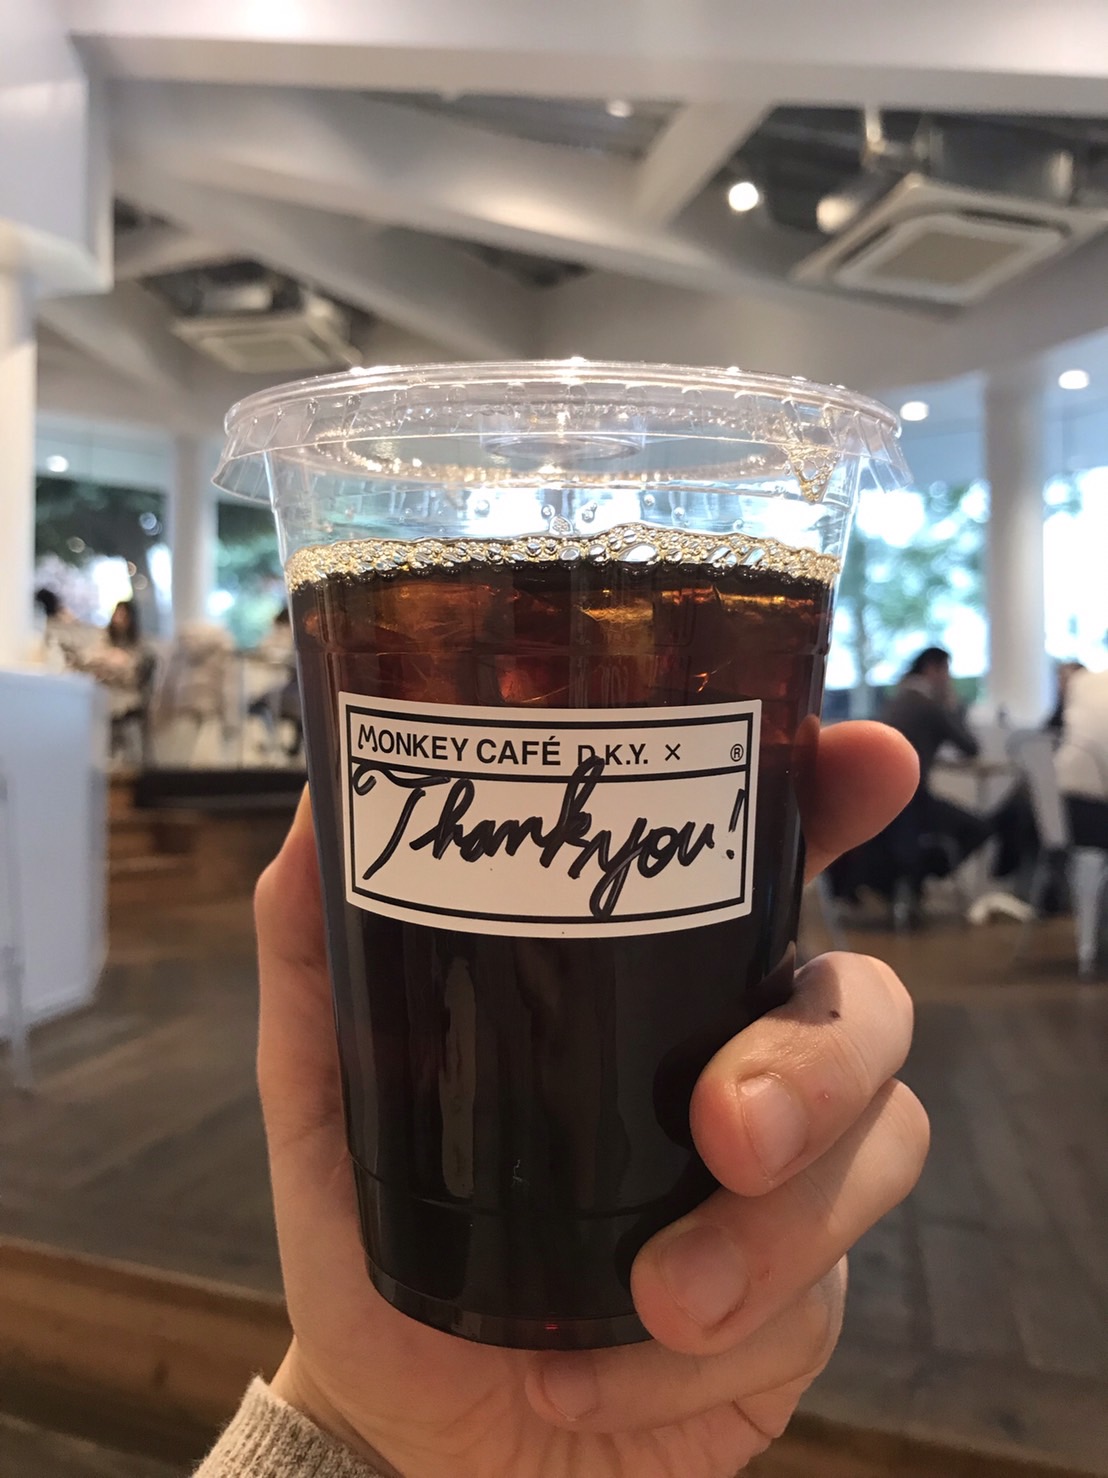 MONKEY CAFÉ D.K.Y. × ®
Thank you!